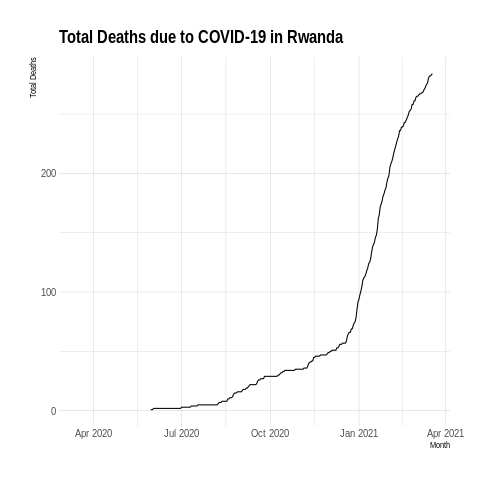 Total Deaths due to COVID-19 in Rwanda
Total Deaths
200
100
0
Apr 2020 Jul 2020 Oct 2020 Jan 2021 Apr 2021
Month